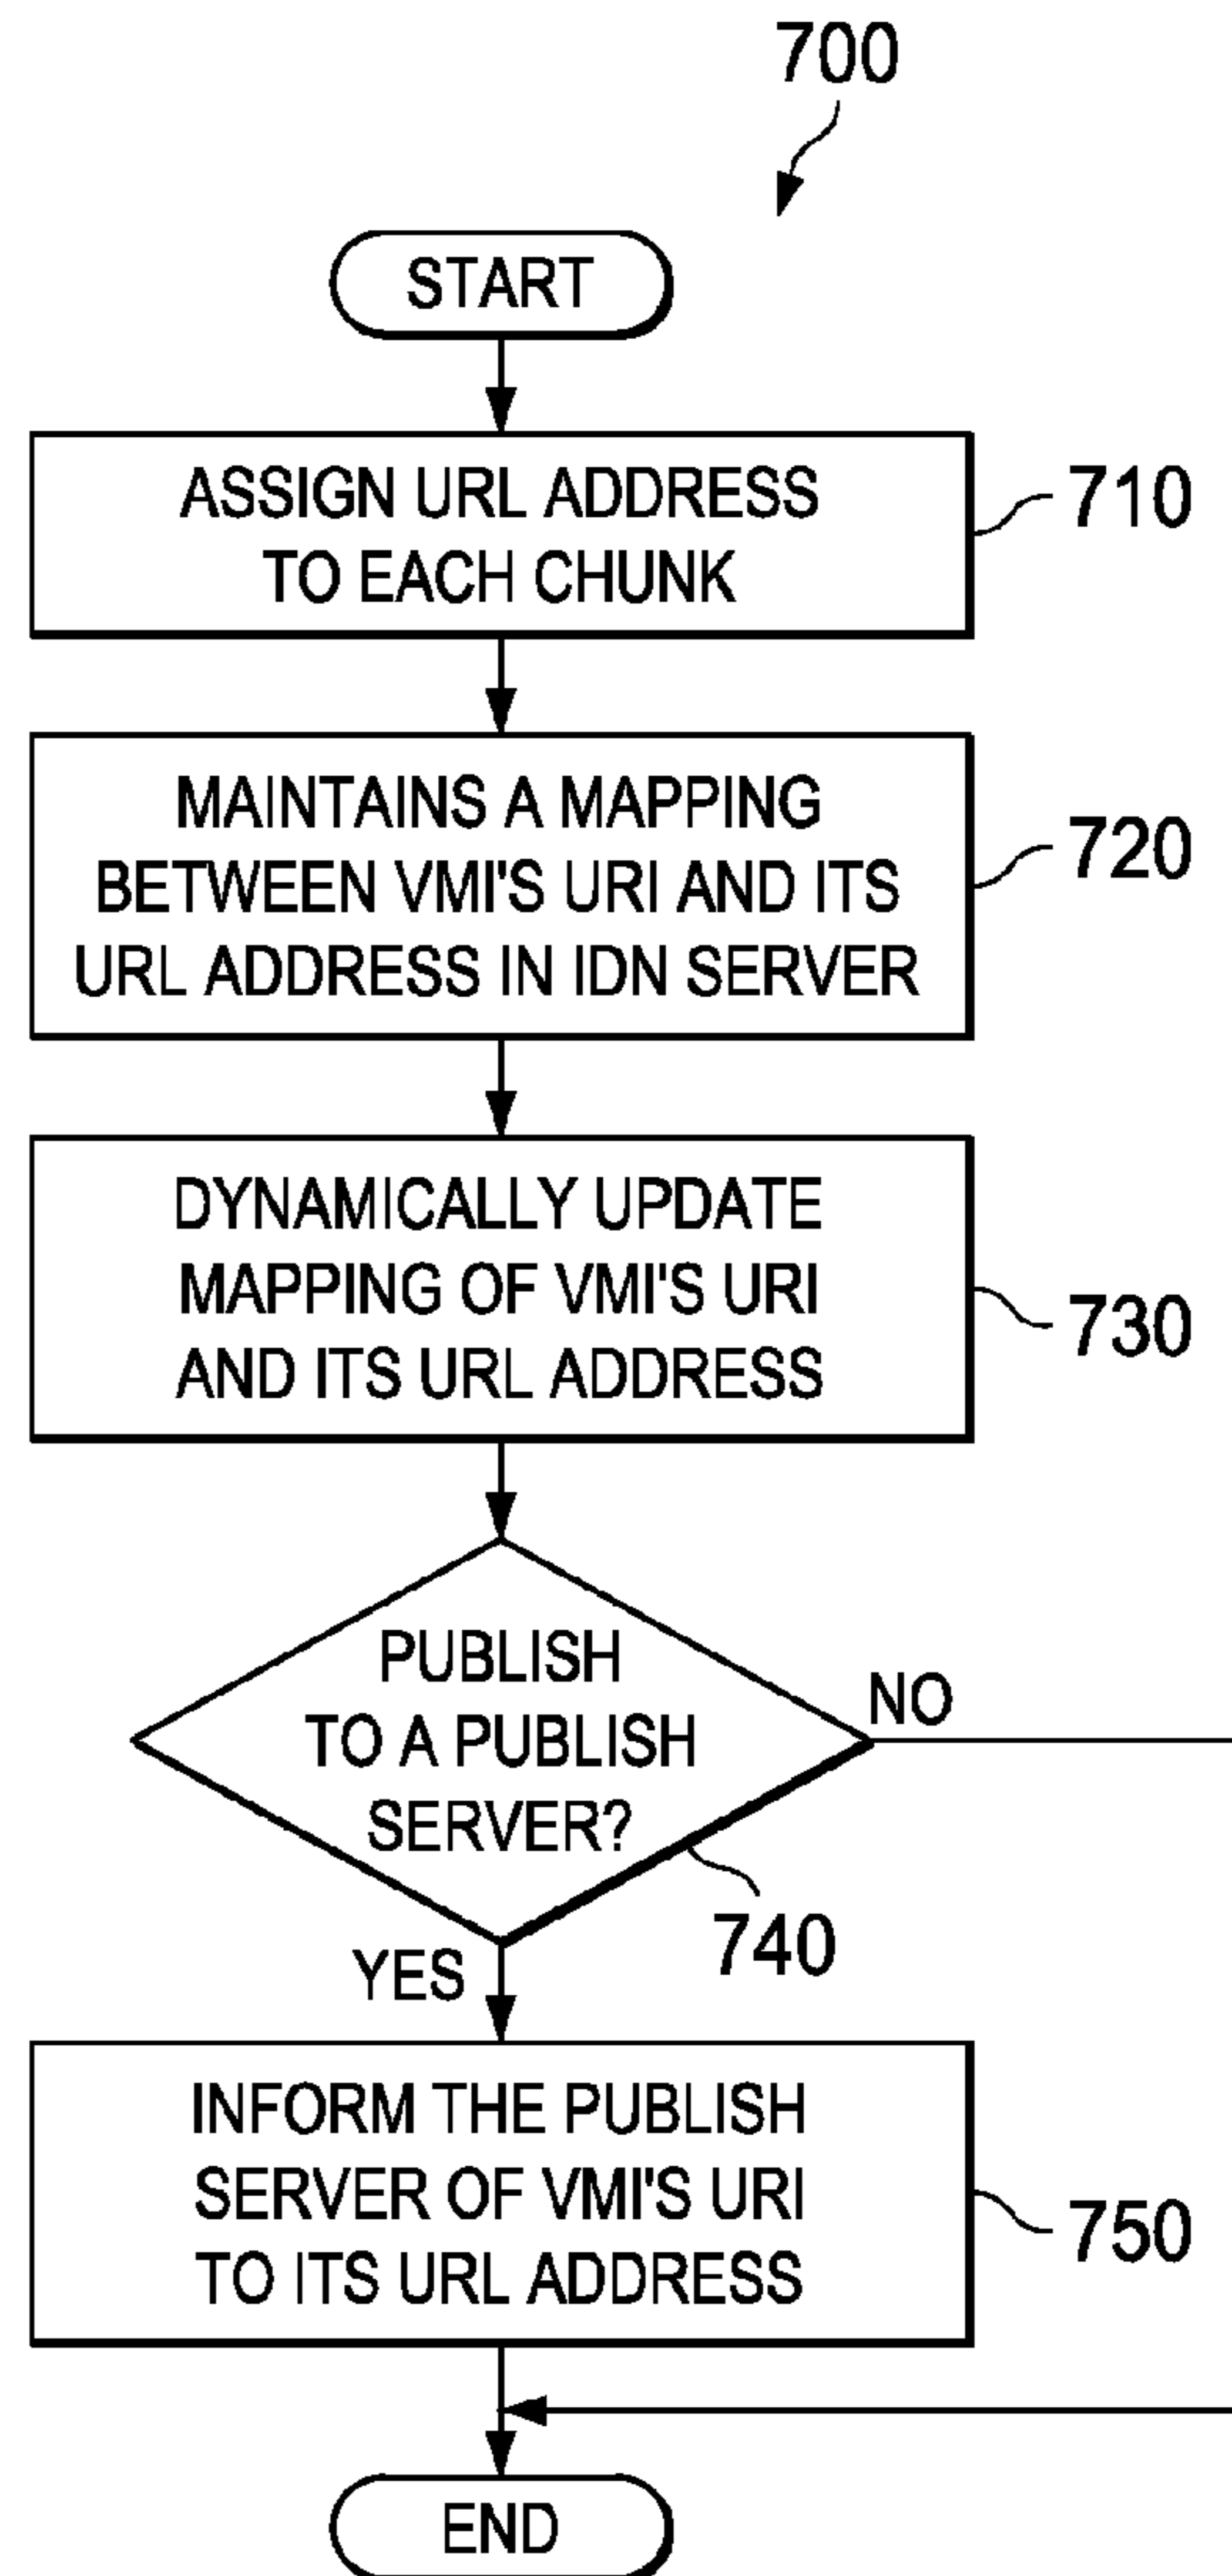 700
START
ASSIGN URL ADDRESS
TO EACH CHUNK
710
MAINTAINS A MAPPING
BETWEEN VMI'S URI AND ITS
URL ADDRESS IN IDN SERVER
720
DYNAMICALLY UPDATE
MAPPING OF VMI'S URI
AND ITS URL ADDRESS
730
PUBLISH
TO A PUBLISH
SERVER?
NO
740
YES
INFORM THE PUBLISH
SERVER OF VMI'S URI
TO ITS URL ADDRESS
750
END